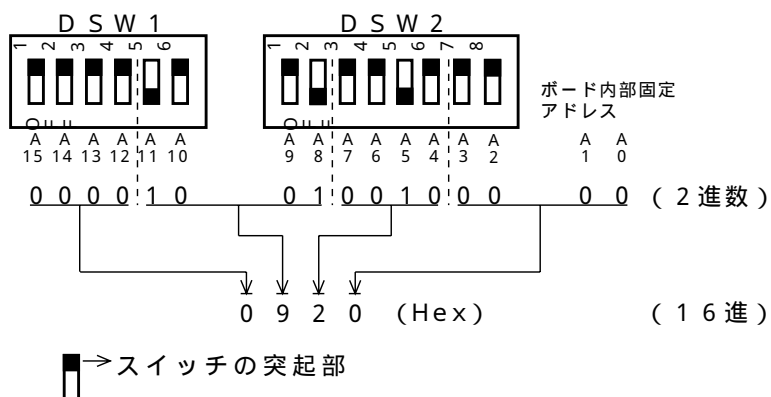 DSW1 DSW2
1 2 3 4 5 6 1 2 3 4 5 6 7 8
ボード内部固定
アドレス
OFF OFF
A15 A14 A13 A12 A11 A10 A9 A8 A7 A6 A5 A4 A3 A2 A1 A0
0 0 0 0 1 0 0 1 0 0 1 0 0 0 0 0 (2進数)
0 9 2 0 (Hex) (16進)
スイッチの突起部